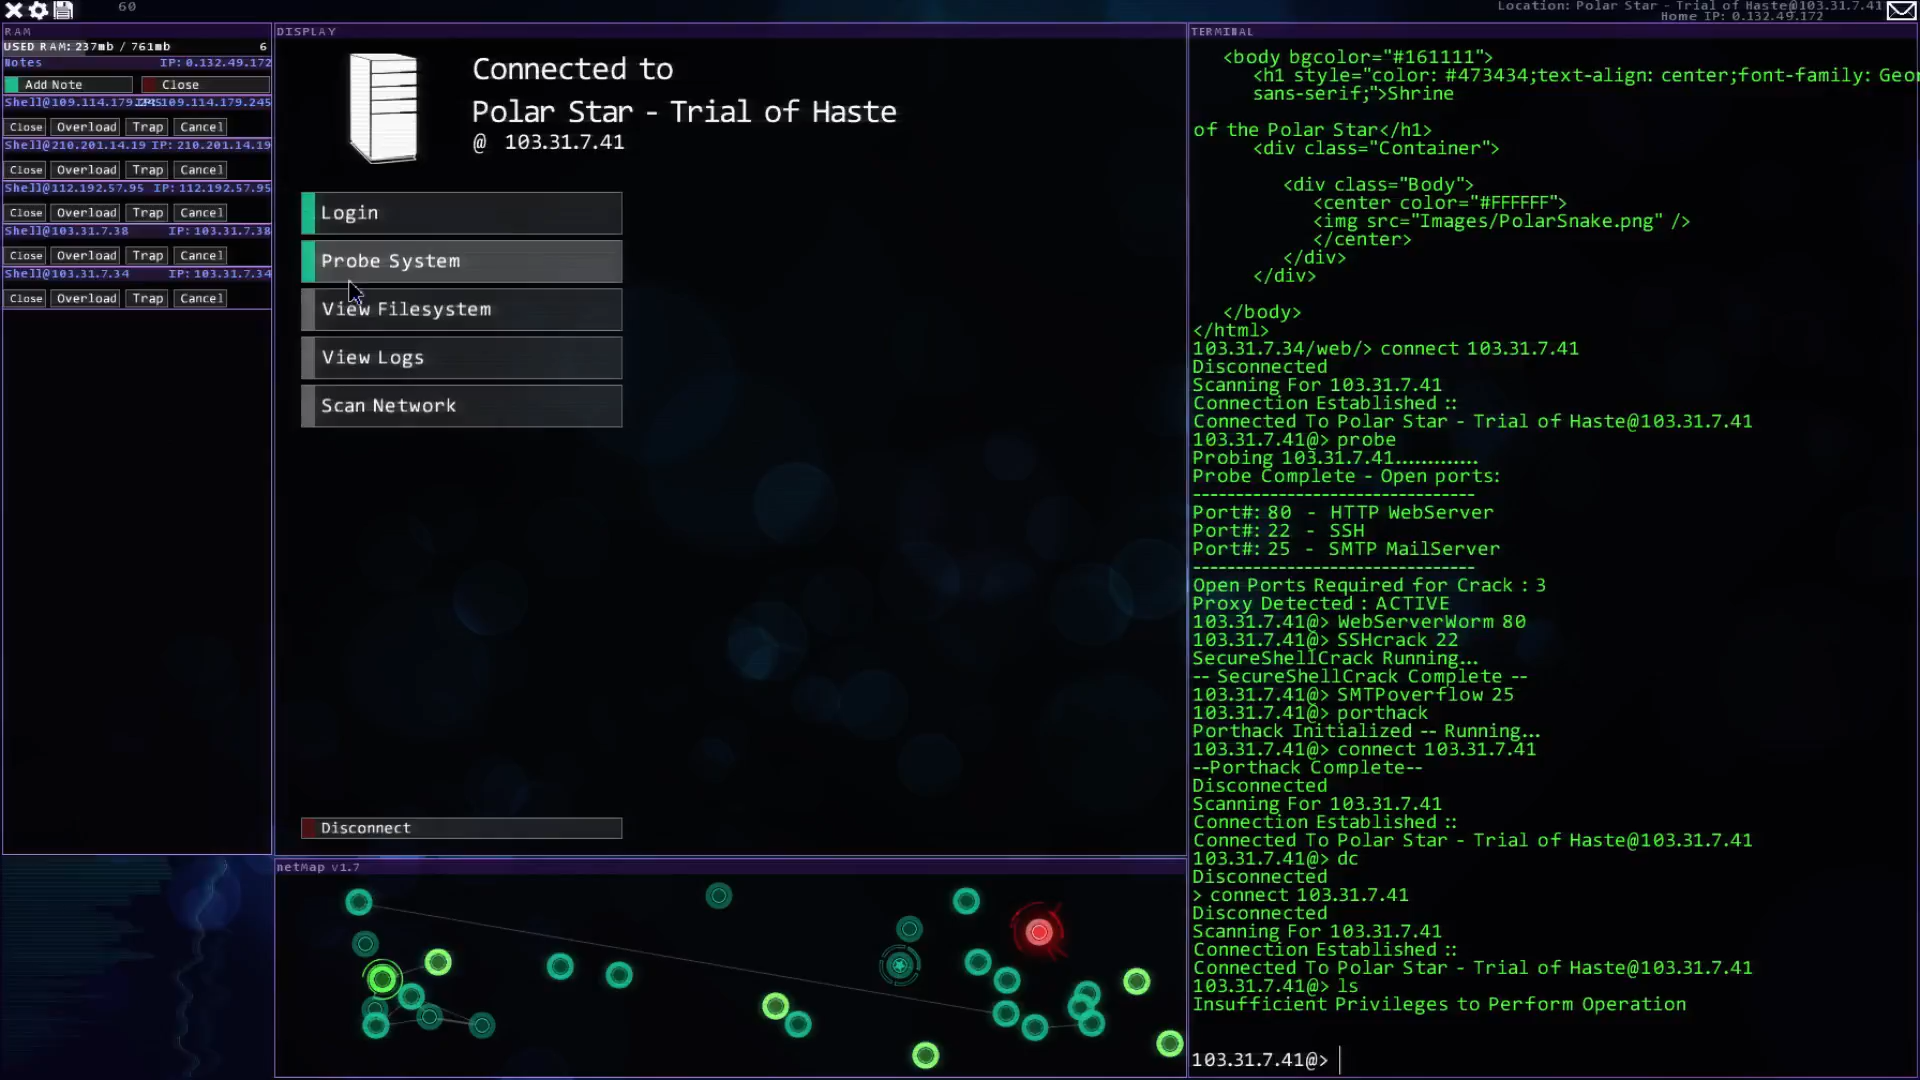 60
Location: Polar Star - Trial of Haste@103.31.7.41
Home IP: 0.132.49.172
RAM
USED RAM: 237mb / 761mb 6
Notes IP: 0.132.49.172
Add Note Close
Shell@109.114.179.245 IP: 109.114.179.245
Close Overload Trap Cancel
Shell@210.201.14.19 IP: 210.201.14.19
Close Overload Trap Cancel
Shell@112.192.57.95 IP: 112.192.57.95
Close Overload Trap Cancel
Shell@103.31.7.38 IP: 103.31.7.38
Close Overload Trap Cancel
Shell@103.31.7.34 IP: 103.31.7.34
Close Overload Trap Cancel
DISPLAY
Connected to
Polar Star - Trial of Haste
@ 103.31.7.41
Login
Probe System
View Filesystem
View Logs
Scan Network
Disconnect
netMap v1.7
TERMINAL
<body bgcolor="#161111">
<h1 style="color: #473434;text-align: center;font-family: Geor
sans-serif;">Shrine
of the Polar Star</h1>
<div class="Container">
<div class="Body">
<center color="#FFFFFF">
<img src="Images/PolarSnake.png" />
</center>
</div>
</div>
</body>
</html>
103.31.7.34/web/> connect 103.31.7.41
Disconnected
Scanning For 103.31.7.41
Connection Established ::
Connected To Polar Star - Trial of Haste@103.31.7.41
103.31.7.41@> probe
Probing 103.31.7.41.............
Probe Complete - Open ports:
---------------------------------
Port#: 80 - HTTP WebServer
Port#: 22 - SSH
Port#: 25 - SMTP MailServer
---------------------------------
Open Ports Required for Crack : 3
Proxy Detected : ACTIVE
103.31.7.41@> WebServerWorm 80
103.31.7.41@> SSHcrack 22
SecureShellCrack Running...
-- SecureShellCrack Complete --
103.31.7.41@> SMTPoverflow 25
103.31.7.41@> porthack
Porthack Initialized -- Running...
103.31.7.41@> connect 103.31.7.41
--Porthack Complete--
Disconnected
Scanning For 103.31.7.41
Connection Established ::
Connected To Polar Star - Trial of Haste@103.31.7.41
103.31.7.41@> dc
Disconnected
> connect 103.31.7.41
Disconnected
Scanning For 103.31.7.41
Connection Established ::
Connected To Polar Star - Trial of Haste@103.31.7.41
103.31.7.41@> ls
Insufficient Privileges to Perform Operation
103.31.7.41@>